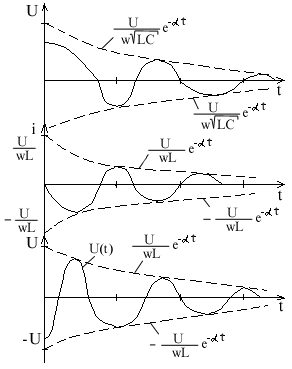 U
U/(w√LC) e^-αt
t
U/(w√LC) e^-αt
i
U/wL
U/wL e^-αt
t
-U/wL
- U/wL e^-αt
U
U(t)
U/wL e^-αt
t
-U
- U/wL e^-αt